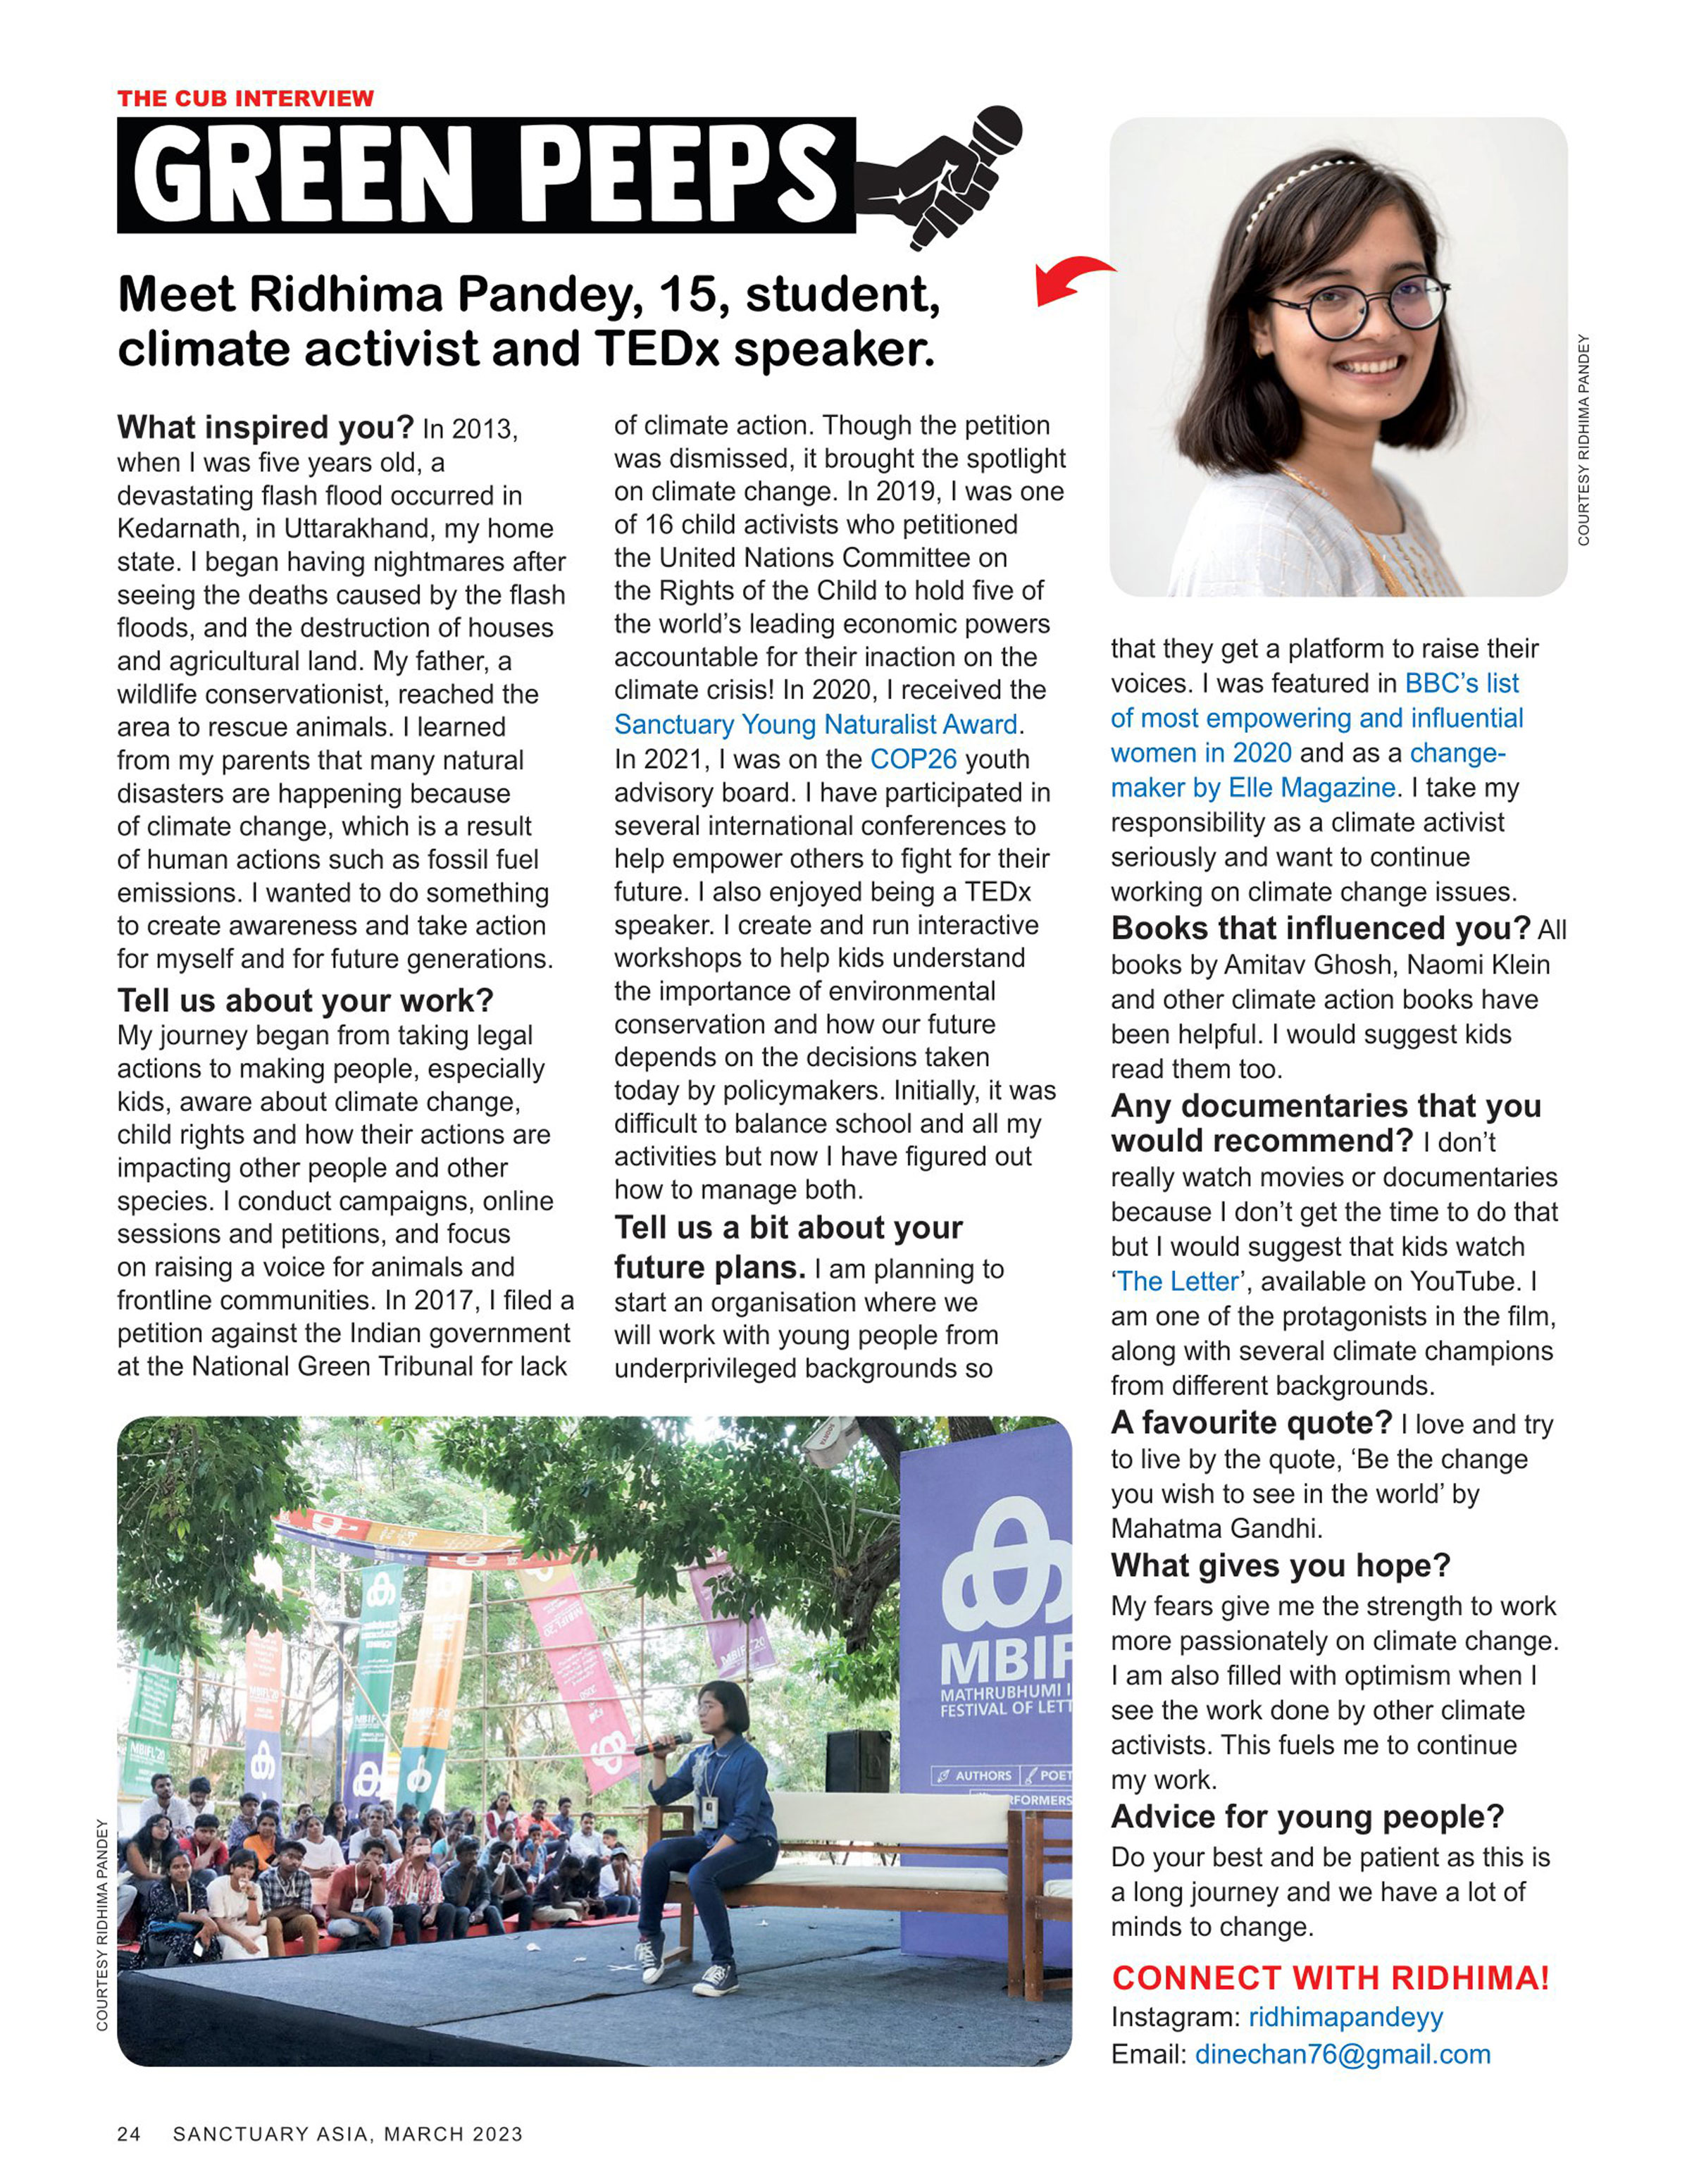 THE CUB INTERVIEW
GREEN PEEPS
Meet Ridhima Pandey, 15, student,
climate activist and TEDx speaker.
COURTESY RIDHIMA PANDEY
What inspired you? In 2013,
when I was five years old, a
devastating flash flood occurred in
Kedarnath, in Uttarakhand, my home
state. I began having nightmares after
seeing the deaths caused by the flash
floods, and the destruction of houses
and agricultural land. My father, a
wildlife conservationist, reached the
area to rescue animals. I learned
from my parents that many natural
disasters are happening because
of climate change, which is a result
of human actions such as fossil fuel
emissions. I wanted to do something
to create awareness and take action
for myself and for future generations.
Tell us about your work?
My journey began from taking legal
actions to making people, especially
kids, aware about climate change,
child rights and how their actions are
impacting other people and other
species. I conduct campaigns, online
sessions and petitions, and focus
on raising a voice for animals and
frontline communities. In 2017, I filed a
petition against the Indian government
at the National Green Tribunal for lack
of climate action. Though the petition
was dismissed, it brought the spotlight
on climate change. In 2019, I was one
of 16 child activists who petitioned
the United Nations Committee on
the Rights of the Child to hold five of
the world's leading economic powers
accountable for their inaction on the
climate crisis! In 2020, I received the
Sanctuary Young Naturalist Award.
In 2021, I was on the COP26 youth
advisory board. I have participated in
several international conferences to
help empower others to fight for their
future. I also enjoyed being a TEDx
speaker. I create and run interactive
workshops to help kids understand
the importance of environmental
conservation and how our future
depends on the decisions taken
today by policymakers. Initially, it was
difficult to balance school and all my
activities but now I have figured out
how to manage both.
Tell us a bit about your
future plans. I am planning to
start an organisation where we
will work with young people from
underprivileged backgrounds so
that they get a platform to raise their
voices. I was featured in BBC's list
of most empowering and influential
women in 2020 and as a change-
maker by Elle Magazine. I take my
responsibility as a climate activist
seriously and want to continue
working on climate change issues.
Books that influenced you? All
books by Amitav Ghosh, Naomi Klein
and other climate action books have
been helpful. I would suggest kids
read them too.
Any documentaries that you
would recommend? I don't
really watch movies or documentaries
because I don't get the time to do that
but I would suggest that kids watch
'The Letter', available on YouTube. I
am one of the protagonists in the film,
along with several climate champions
from different backgrounds.
A favourite quote? I love and try
to live by the quote, 'Be the change
you wish to see in the world' by
Mahatma Gandhi.
What gives you hope?
My fears give me the strength to work
more passionately on climate change.
I am also filled with optimism when I
see the work done by other climate
activists. This fuels me to continue
my work.
Advice for young people?
Do your best and be patient as this is
a long journey and we have a lot of
minds to change.
CONNECT WITH RIDHIMA!
Instagram: ridhimapandeyy
Email: dinechan76@gmail.com
COURTESY RIDHIMA PANDEY
ക
MBIF
MATHRUBHUMI I
FESTIVAL OF LETT
AUTHORS
POET
RFORMERS
MBIFL'20
24 SANCTUARY ASIA, MARCH 2023